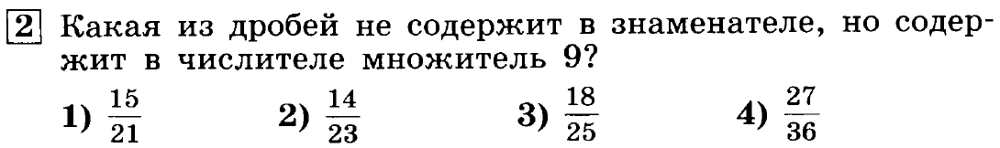 2 Какая из дробей не содержит в знаменателе, но содер-
жит в числителе множитель 9?
1) 15/21 2) 14/23 3) 18/25 4) 27/36